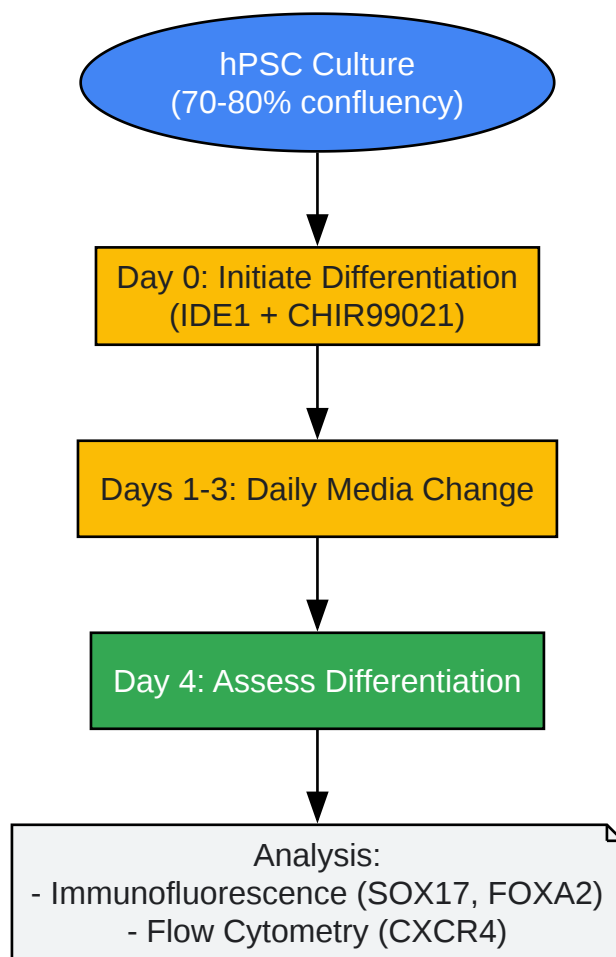 hPSC Culture
(70-80% confluency)
Day 0: Initiate Differentiation
(IDE1 + CHIR99021)
Days 1-3: Daily Media Change
Day 4: Assess Differentiation
Analysis:
- Immunofluorescence (SOX17, FOXA2)
- Flow Cytometry (CXCR4)